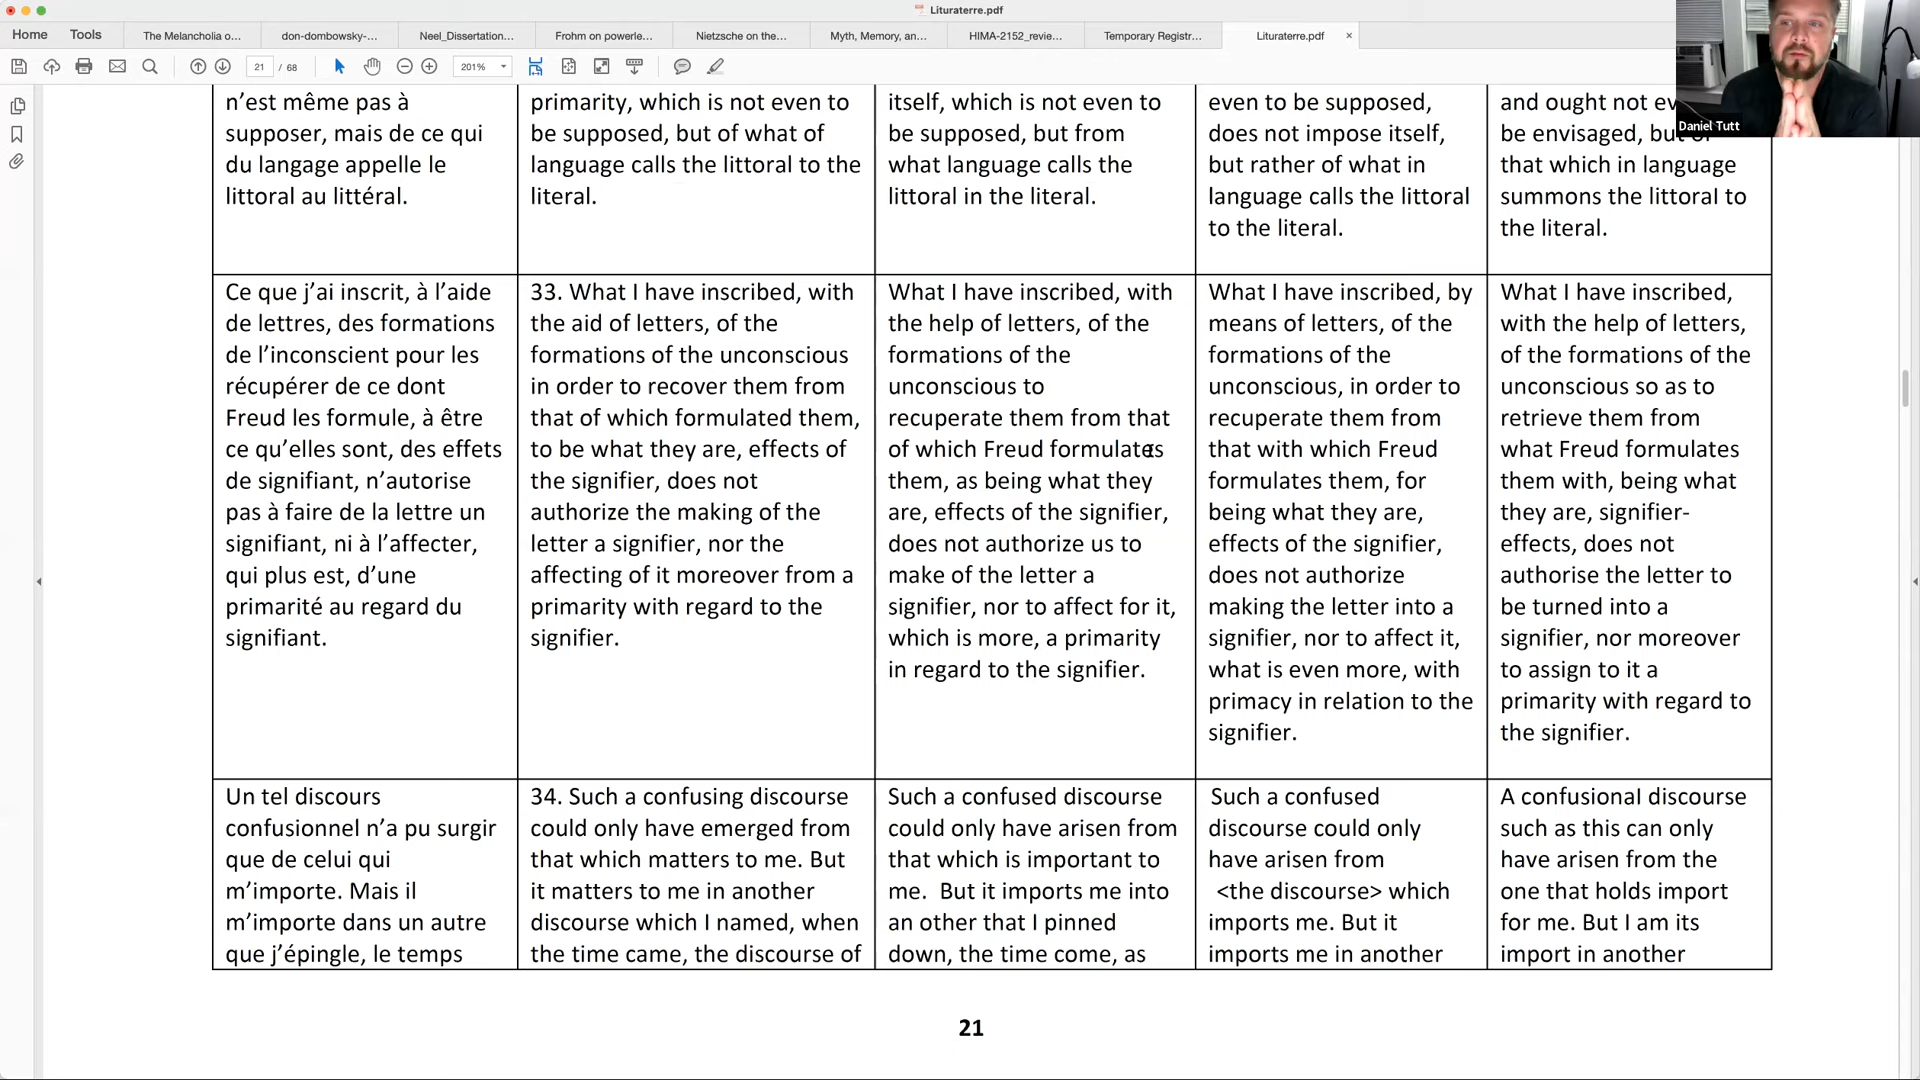 Lituraterre.pdf
Home
Tools
The Melancholia o...
don-dombowsky-...
Neel_Dissertation...
Frohm on powerle...
Nietzsche on the...
Myth, Memory, an...
HIMA-2152_revie...
Temporary Registr...
Lituraterre.pdf
21 / 68
201%
Daniel Tutt
n’est même pas à
supposer, mais de ce qui
du langage appelle le
littoral au littéral.
primarity, which is not even to
be supposed, but of what of
language calls the littoral to the
literal.
itself, which is not even to
be supposed, but from
what language calls the
littoral in the literal.
even to be supposed,
does not impose itself,
but rather of what in
language calls the littoral
to the literal.
and ought not
be envisaged, but
that which in language
summons the littoral to
the literal.
Ce que j’ai inscrit, à l’aide
de lettres, des formations
de l’inconscient pour les
récupérer de ce dont
Freud les formule, à être
ce qu’elles sont, des effets
de signifiant, n’autorise
pas à faire de la lettre un
signifiant, ni à l’affecter,
qui plus est, d’une
primarité au regard du
signifiant.
33. What I have inscribed, with
the aid of letters, of the
formations of the unconscious
in order to recover them from
that of which formulated them,
to be what they are, effects of
the signifier, does not
authorize the making of the
letter a signifier, nor the
affecting of it moreover from a
primarity with regard to the
signifier.
What I have inscribed, with
the help of letters, of the
formations of the
unconscious to
recuperate them from that
of which Freud formulates
them, as being what they
are, effects of the signifier,
does not authorize us to
make of the letter a
signifier, nor to affect for it,
which is more, a primarity
in regard to the signifier.
What I have inscribed, by
means of letters, of the
formations of the
unconscious, in order to
recuperate them from
that with which Freud
formulates them, for
being what they are,
effects of the signifier,
does not authorize
making the letter into a
signifier, nor to affect it,
what is even more, with
primacy in relation to the
signifier.
What I have inscribed,
with the help of letters,
of the formations of the
unconscious so as to
retrieve them from
what Freud formulates
them with, being what
they are, signifier-
effects, does not
authorise the letter to
be turned into a
signifier, nor moreover
to assign to it a
primarity with regard to
the signifier.
Un tel discours
confusionnel n’a pu surgir
que de celui qui
m’importe. Mais il
m’importe dans un autre
que j’épingle, le temps
34. Such a confusing discourse
could only have emerged from
that which matters to me. But
it matters to me in another
discourse which I named, when
the time came, the discourse of
Such a confused discourse
could only have arisen from
that which is important to
me.  But it imports me into
an other that I pinned
down, the time come, as
Such a confused
discourse could only
have arisen from
<the discourse> which
imports me. But it
imports me in another
A confusional discourse
such as this can only
have arisen from the
one that holds import
for me. But I am its
import in another
21